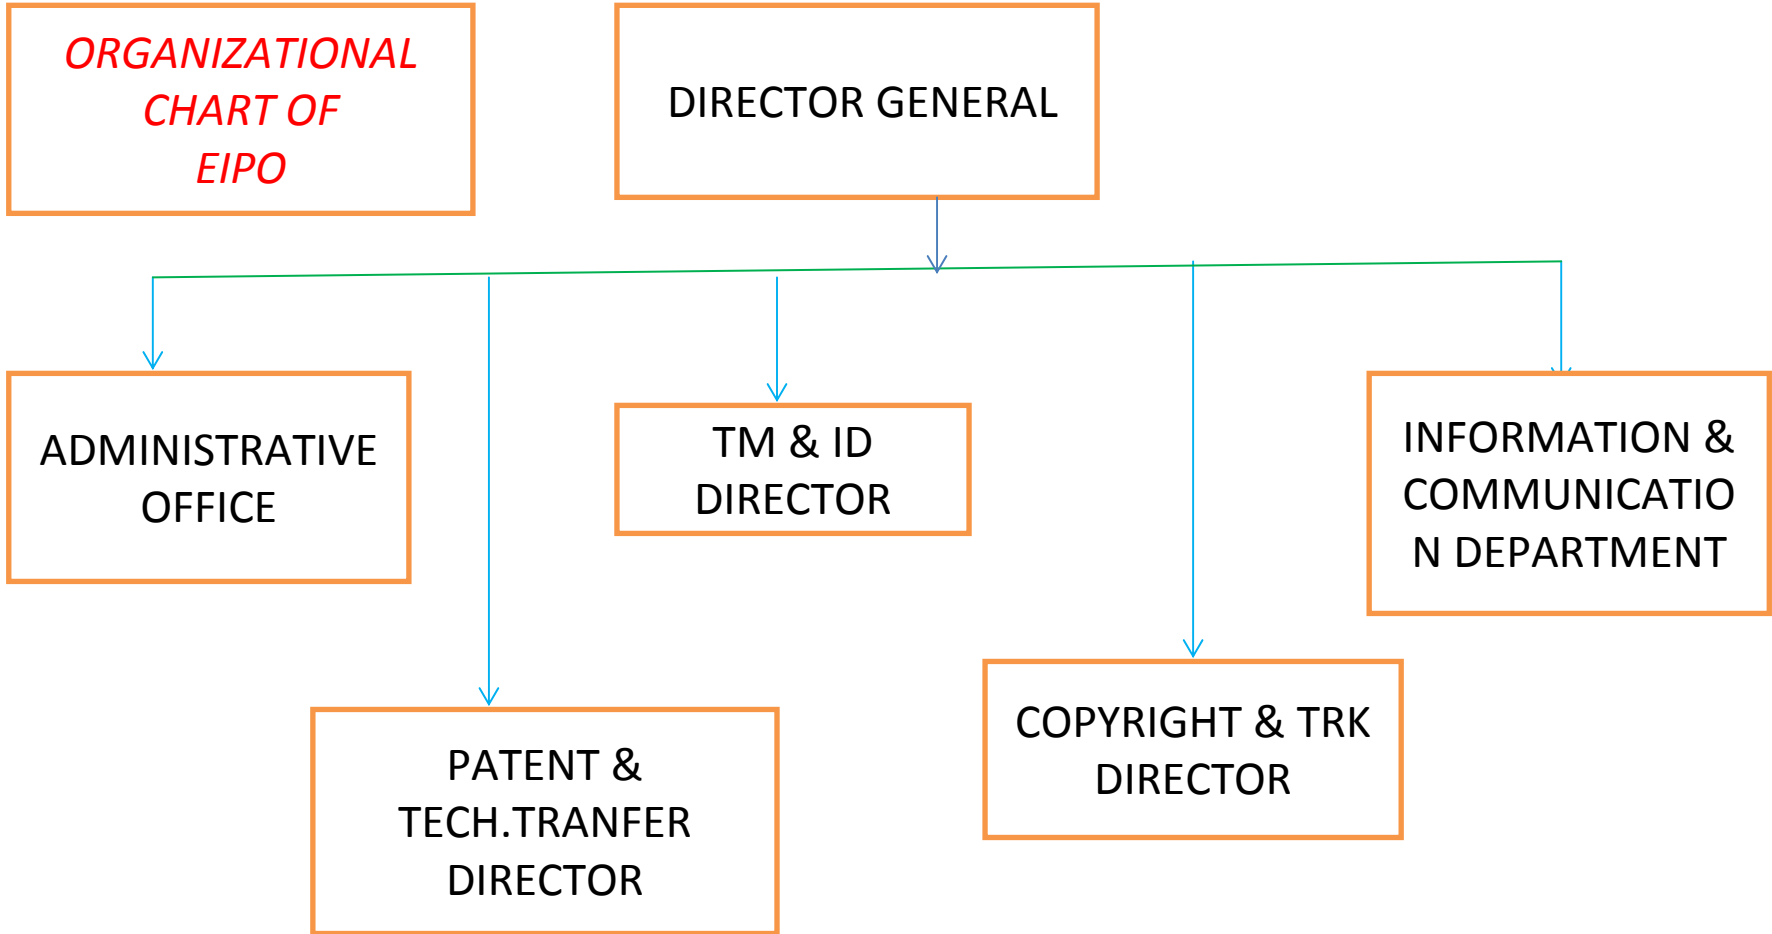 ORGANIZATIONAL
CHART OF
EIPO
DIRECTOR GENERAL
ADMINISTRATIVE
OFFICE
TM & ID
DIRECTOR
INFORMATION &
COMMUNICATIO
N DEPARTMENT
PATENT &
TECH.TRANFER
DIRECTOR
COPYRIGHT & TRK
DIRECTOR